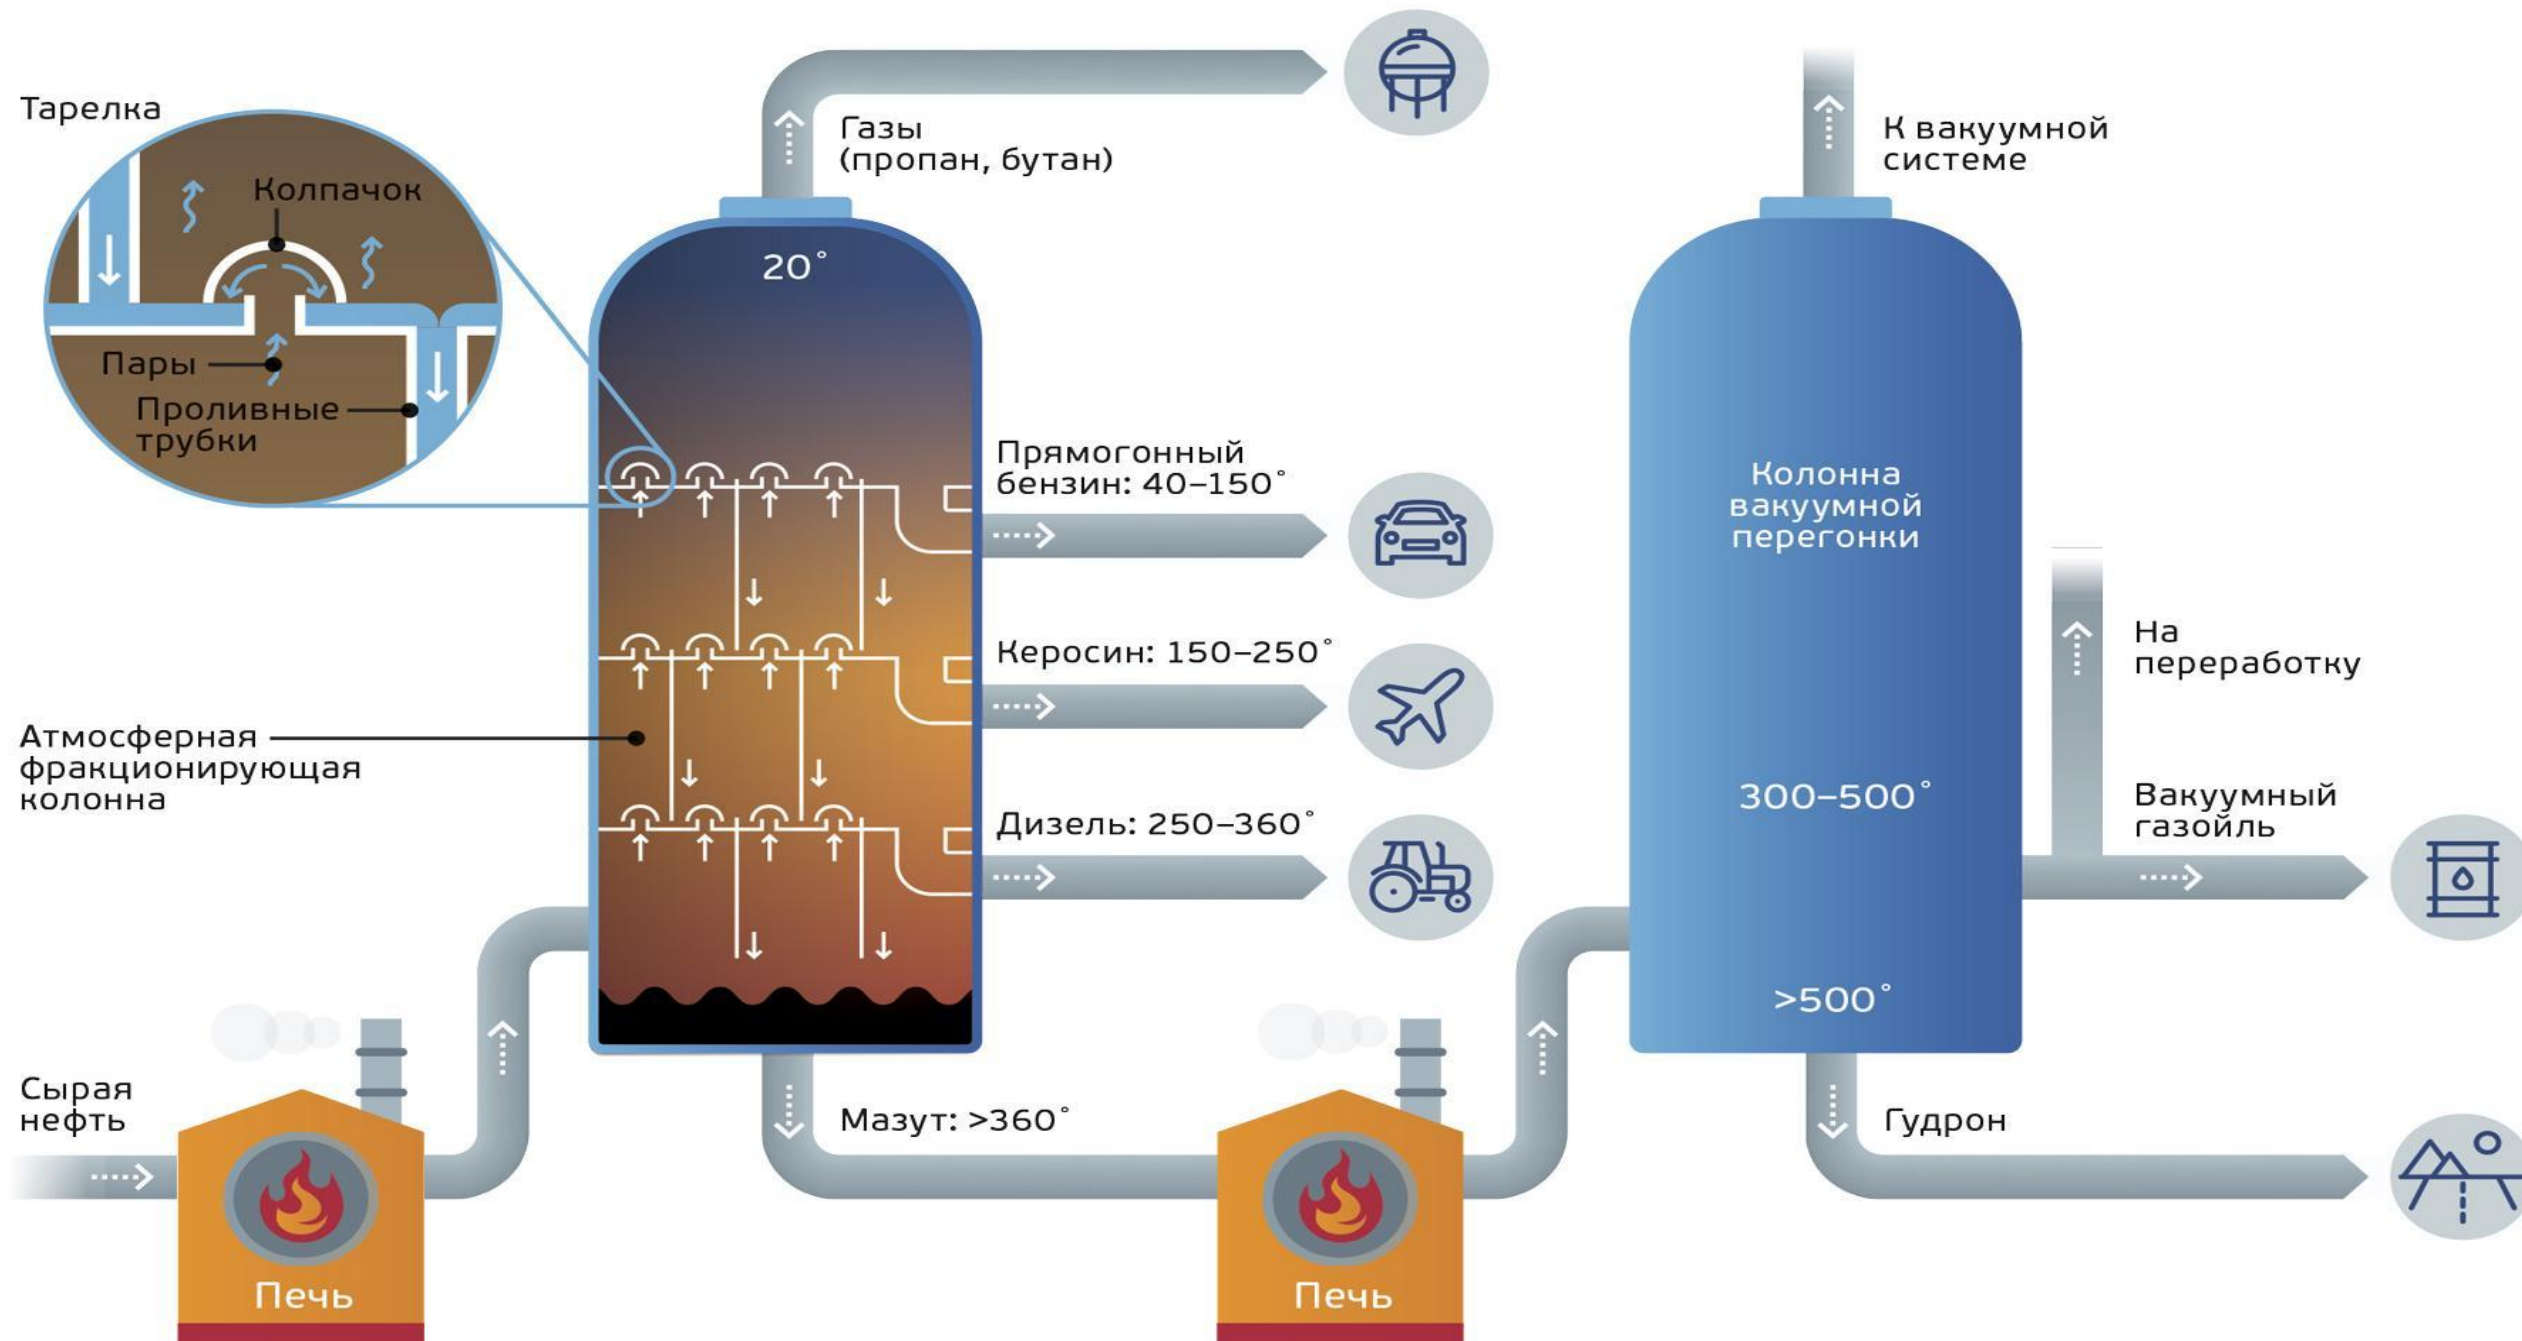 Тарелка
Колпачок
Пары
Проливные
трубки
Газы
(пропан, бутан)
20°
Прямогонный
бензин: 40–150°
Керосин: 150–250°
Дизель: 250–360°
Атмосферная
фракционирующая
колонна
Сырая
нефть
Печь
Мазут: >360°
Печь
К вакуумной
системе
Колонна
вакуумной
перегонки
300–500°
>500°
На
переработку
Вакуумный
газойль
Гудрон